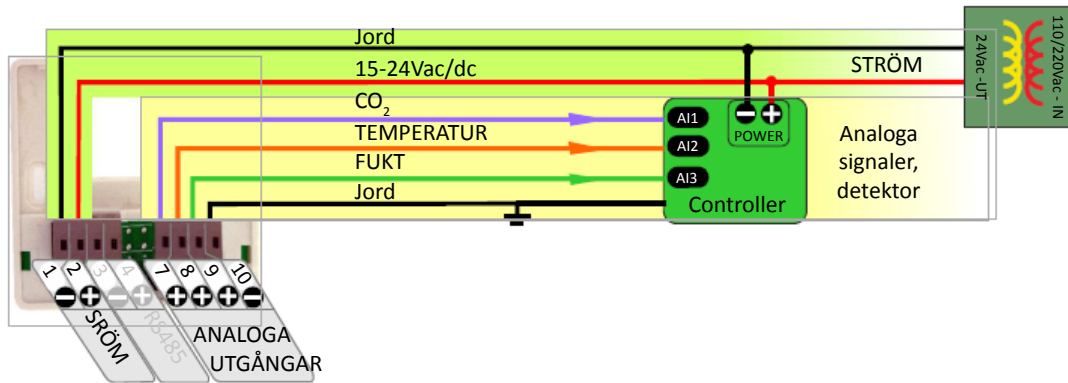 Jord
15-24Vac/dc
CO2
TEMPERATUR
FUKT
Jord
STRÖM
24Vac-UT
110/220Vac-IN
AI1
AI2
AI3
POWER
Controller
Analoga
signaler,
detektor
1
2
3
4
7
8
9
10
SRÖM
RS485
ANALOGA
UTGÅNGAR